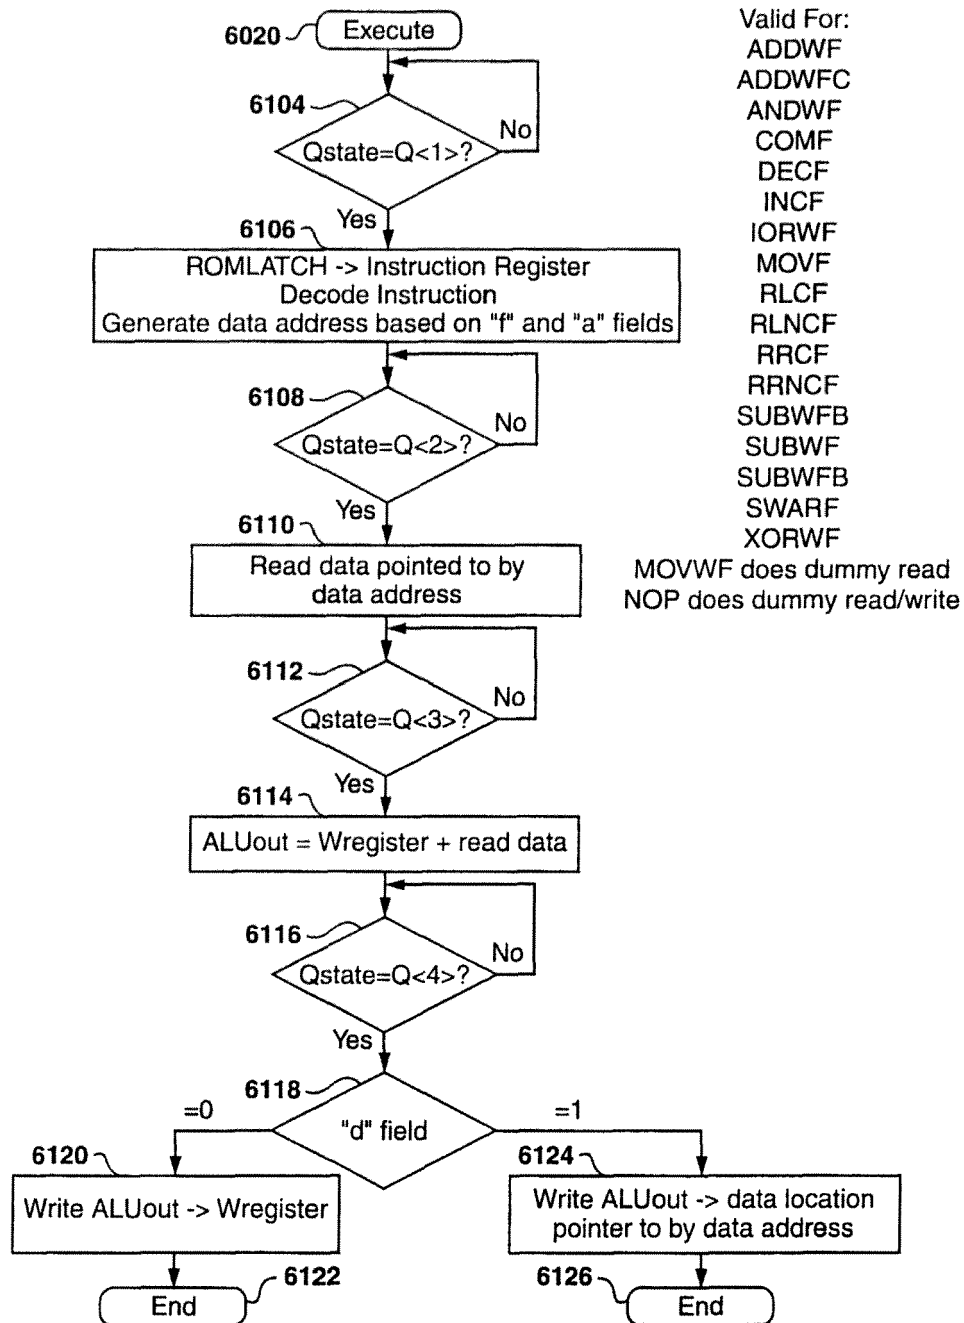 6020
Execute
6104
Qstate=Q<1>?
No
Yes
6106
ROMLATCH -> Instruction Register
Decode Instruction
Generate data address based on "f" and "a" fields
6108
Qstate=Q<2>?
No
Yes
6110
Read data pointed to by
data address
6112
Qstate=Q<3>?
No
Yes
6114
ALUout = Wregister + read data
6116
Qstate=Q<4>?
No
Yes
6118
"d" field
=0
=1
6120
Write ALUout -> Wregister
6122
End
6124
Write ALUout -> data location
pointer to by data address
6126
End
Valid For:
ADDWF
ADDWFC
ANDWF
COMF
DECF
INCF
IORWF
MOVF
RLCF
RLNCF
RRCF
RRNCF
SUBWFB
SUBWF
SUBWFB
SWARF
XORWF
MOVWF does dummy read
NOP does dummy read/write